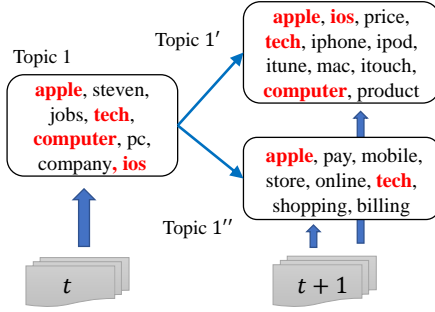 Topic 1
apple, steven,
jobs, tech,
computer, pc,
company, ios
t
Topic 1′
apple, ios, price,
tech, iphone, ipod,
itune, mac, itouch,
computer, product
apple, pay, mobile,
store, online, tech,
shopping, billing
Topic 1′′
t + 1